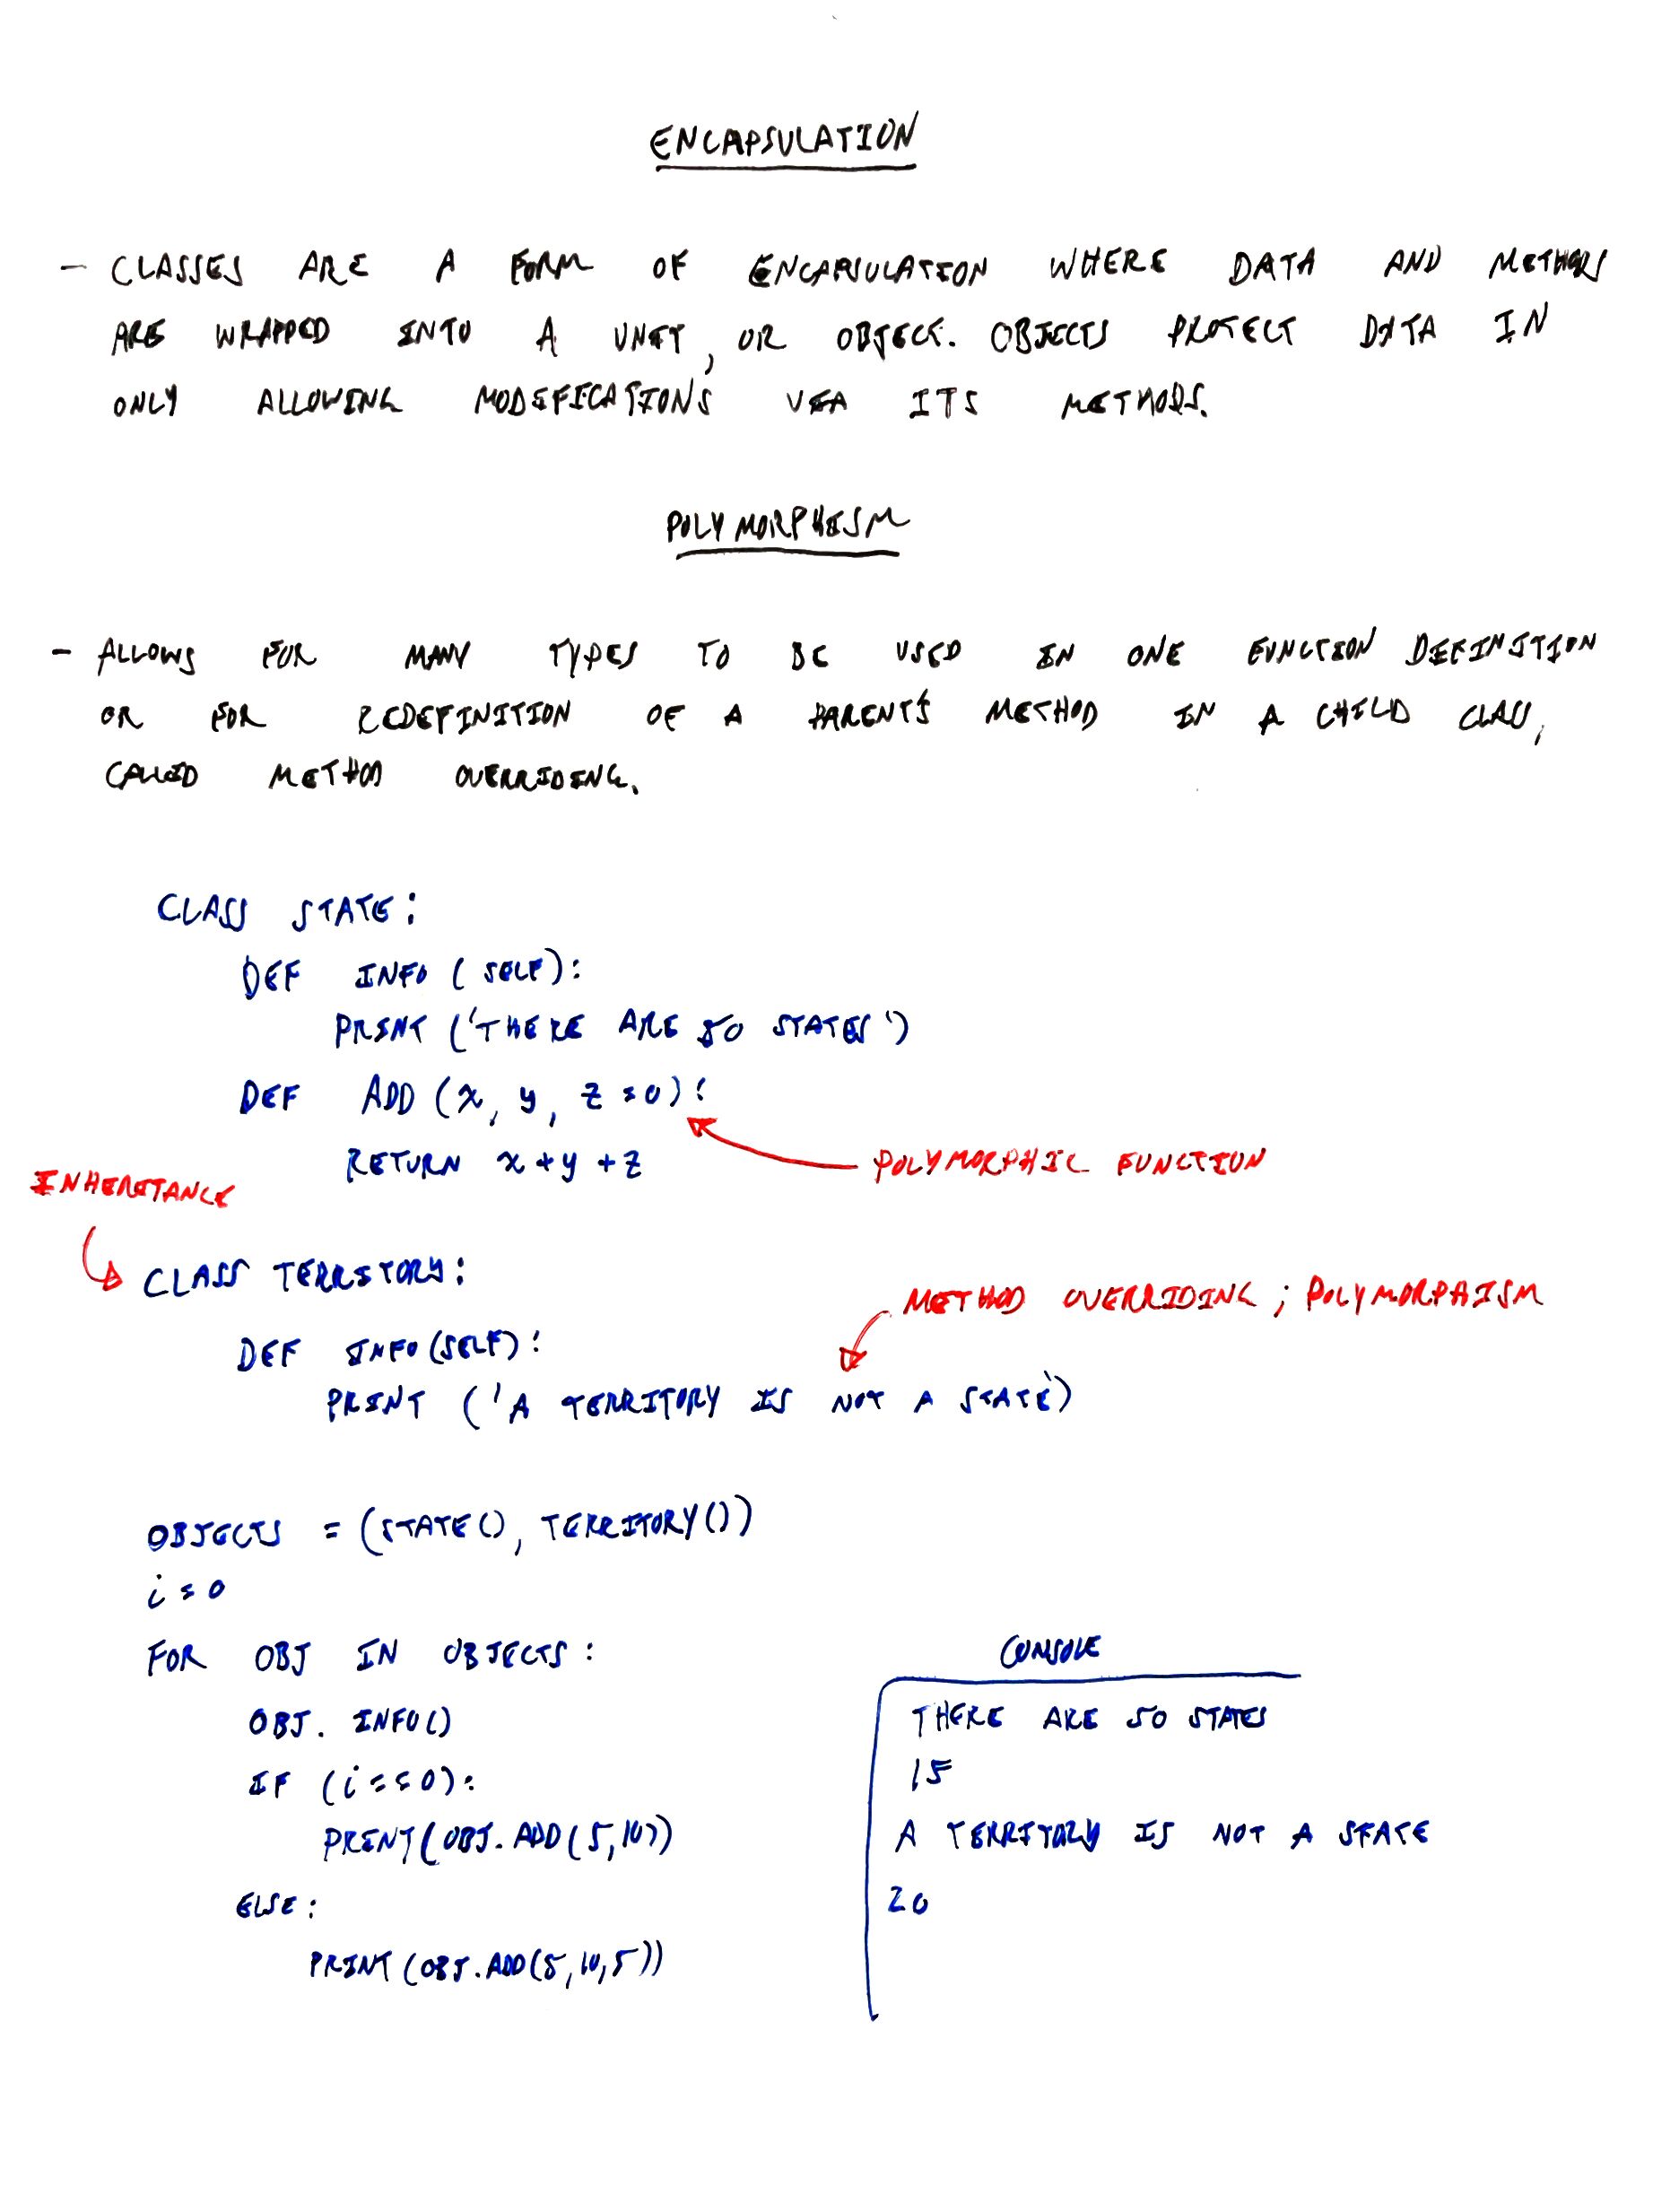 ENCAPSULATION
- CLASSES ARE A FORM OF ENCAPSULATION WHERE DATA AND METHODS
ARE WRAPPED INTO A UNIT, OR OBJECT. OBJECTS PROTECT DATA IN
ONLY ALLOWING MODIFICATIONS VIA ITS METHODS.
POLYMORPHISM
- ALLOWS FOR MANY TYPES TO BE USED IN ONE FUNCTION DEFINITION
OR FOR REDEFINITION OF A PARENT'S METHOD IN A CHILD CLASS,
CALLED METHOD OVERRIDING.
CLASS STATE:
DEF INFO (SELF):
PRINT ('THERE ARE 50 STATES')
DEF ADD (x, y, z=0):
POLYMORPHIC FUNCTION
RETURN x+y+z
INHERITANCE
CLASS TERRITORY:
METHOD OVERRIDING; POLYMORPHISM
DEF INFO(SELF):
PRINT ('A TERRITORY IS NOT A STATE')
OBJECTS = (STATE(), TERRITORY())
i=0
FOR OBJ IN OBJECTS:
OBJ. INFO()
IF (i==0):
PRINT(OBJ.ADD(5,10))
ELSE:
PRINT(OBJ.ADD(5,10,5))
CONSOLE
THERE ARE 50 STATES
15
A TERRITORY IS NOT A STATE
20